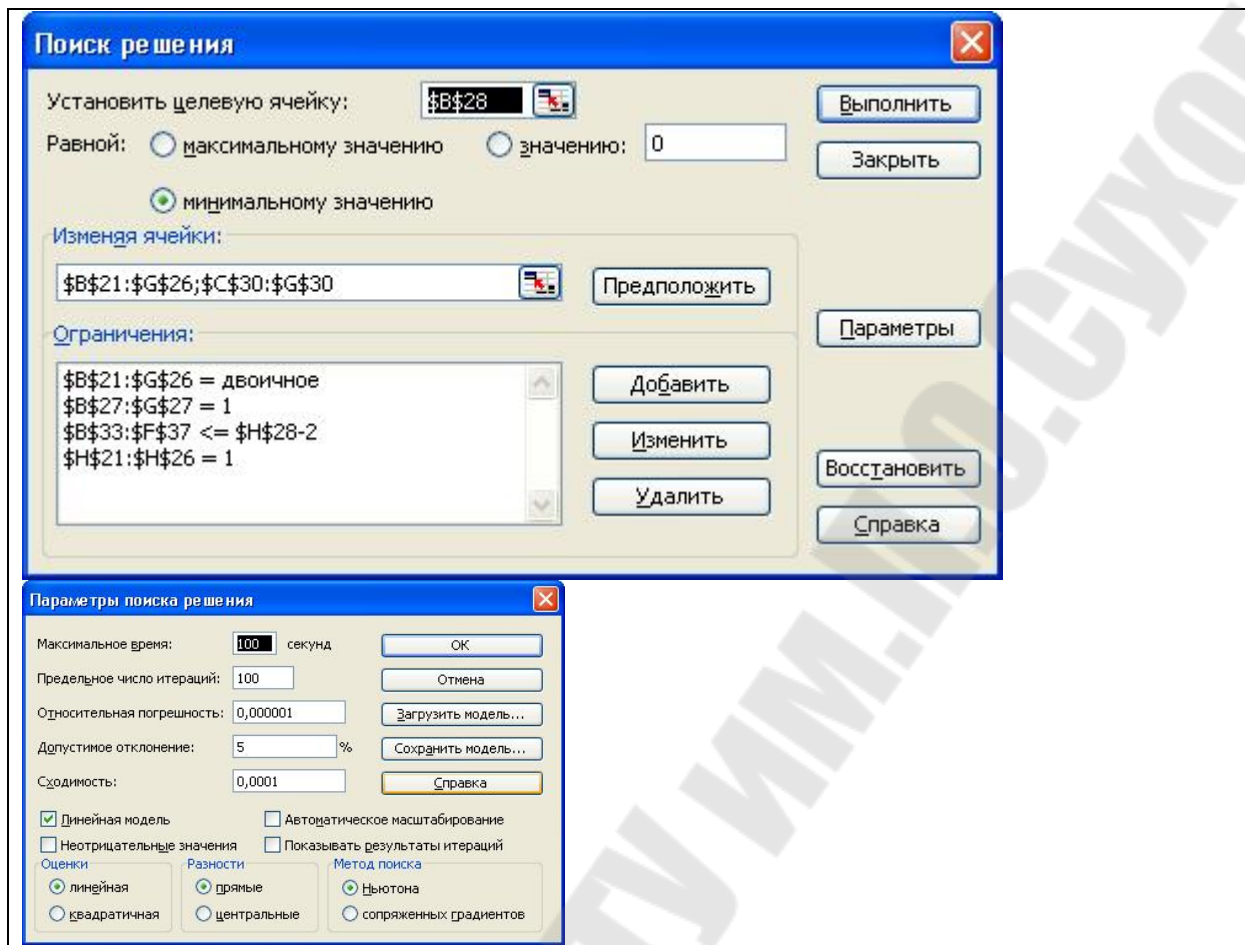 Поиск решения
Установить целевую ячейку: $B$28
Выполнить
Равной: максимальному значению значению: 0
Закрыть
минимальному значению
Изменяя ячейки:
$B$21:$G$26;$C$30:$G$30
Предположить
Параметры
Ограничения:
$B$21:$G$26 = двоичное
$B$27:$G$27 = 1
$B$33:$F$37 <= $H$28-2
$H$21:$H$26 = 1
Добавить
Изменить
Удалить
Восстановить
Справка
Параметры поиска решения
Максимальное время: 100 секунд
OK
Предельное число итераций: 100
Отмена
Относительная погрешность: 0,000001
Загрузить модель...
Допустимое отклонение: 5 %
Сохранить модель...
Сходимость: 0,0001
Справка
Линейная модель Автоматическое масштабирование
Неотрицательные значения Показывать результаты итераций
Оценки Разности Метод поиска
линейная прямые Ньютона
квадратичная центральные сопряженных градиентов
ТУ ИМ. П.О.СУХО